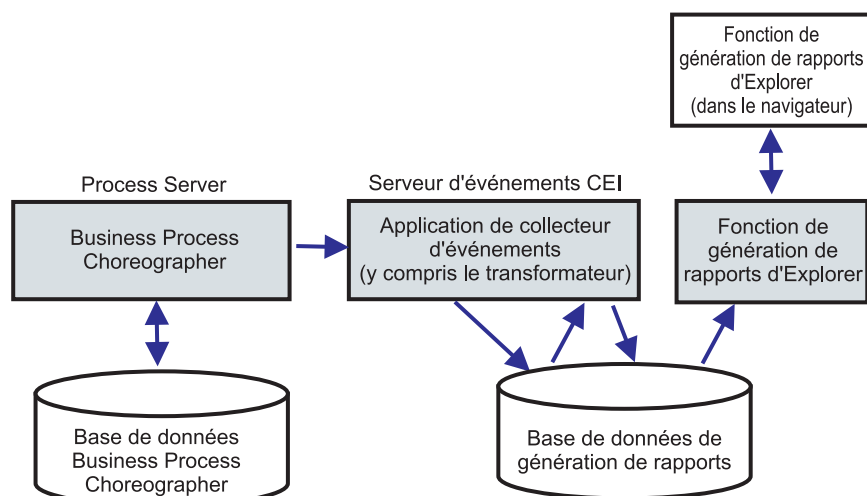 Fonction de
génération de rapports
d'Explorer
(dans le navigateur)
Process Server
Serveur d'événements CEI
Business Process
Choreographer
Application de collecteur
d'événements
(y compris le transformateur)
Fonction de
génération de
rapports d'Explorer
Base de données
Business Process
Choreographer
Base de données de
génération de rapports